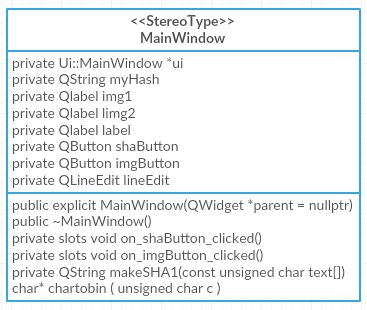 <<StereoType>>
MainWindow
private Ui::MainWindow *ui
private QString myHash
private Qlabel img1
private Qlabel limg2
private Qlabel label
private QButton shaButton
private QButton imgButton
private QLineEdit lineEdit
public explicit MainWindow(QWidget *parent = nullptr)
public ~MainWindow()
private slots void on_shaButton_clicked()
private slots void on_imgButton_clicked()
private QString makeSHA1(const unsigned char text[])
char* chartobin ( unsigned char c )